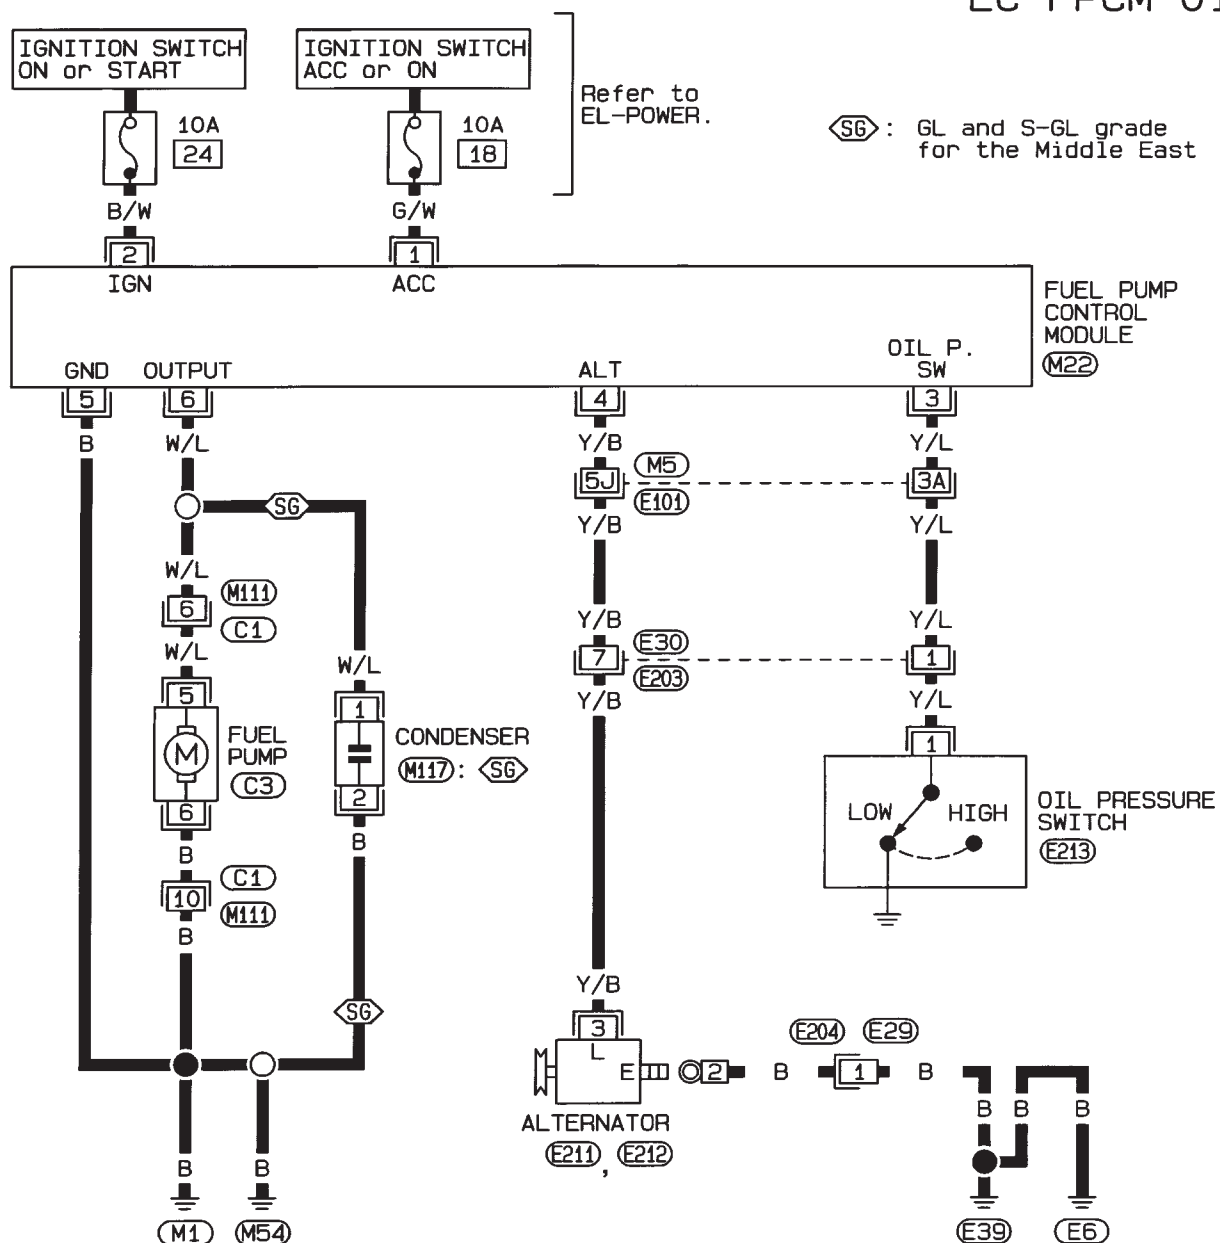 IGNITION SWITCH
ON or START
IGNITION SWITCH
ACC or ON
Refer to
EL-POWER.
10A
24
10A
18
SG : GL and S-GL grade
for the Middle East
B/W
G/W
2
1
IGN
ACC
FUEL PUMP
CONTROL
MODULE
M22
GND
OUTPUT
ALT
OIL P.
SW
5
6
4
3
B
W/L
Y/B
Y/L
5J
M5
E101
3A
SG
Y/B
Y/L
W/L
6
M111
C1
W/L
Y/B
Y/L
7
E30
E203
1
W/L
Y/B
Y/L
5
1
1
M
FUEL
PUMP
C3
CONDENSER
M117 : SG
6
2
LOW
HIGH
OIL PRESSURE
SWITCH
E213
B
B
10
C1
M111
B
SG
Y/B
3
L
E
2
B
E204
E29
1
B
ALTERNATOR
E211 , E212
B
B
B
B
B
M1
M54
E39
E6